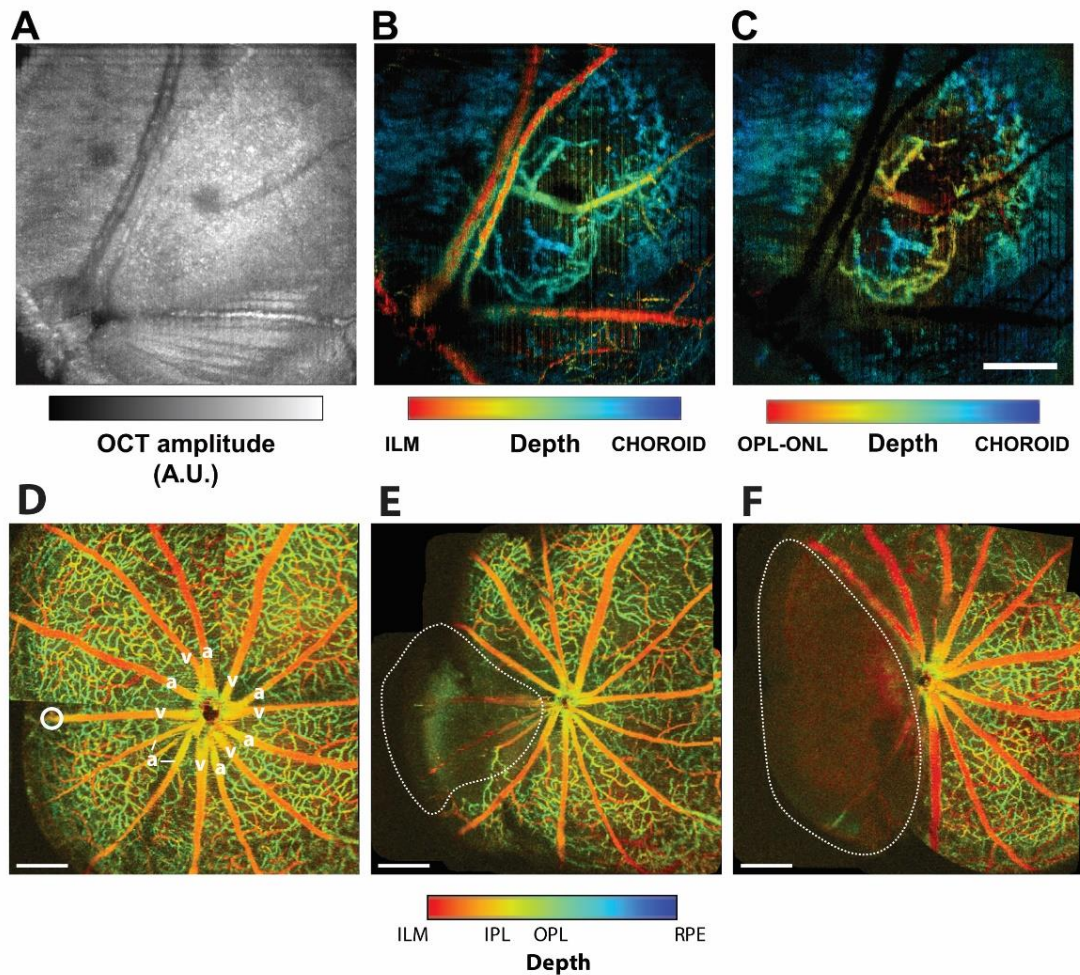 A
B
C
OCT amplitude
(A.U.)
ILM Depth CHOROID
OPL-ONL Depth CHOROID
D
E
F
v a v
a a
v v
a a
v a v
ILM IPL OPL RPE
Depth